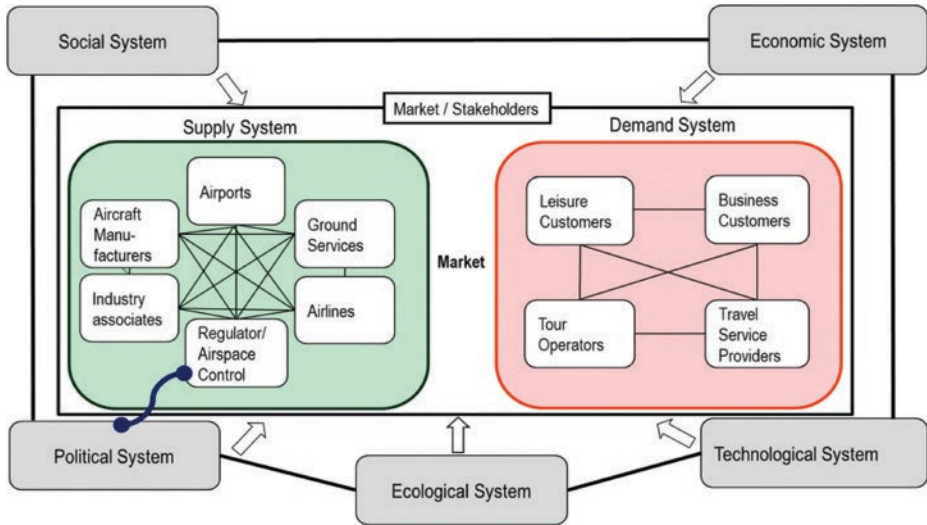 Social System
Economic System
Market / Stakeholders
Supply System
Demand System
Airports
Aircraft
Manu-
facturers
Ground
Services
Industry
associates
Airlines
Regulator/
Airspace
Control
Market
Leisure
Customers
Business
Customers
Tour
Operators
Travel
Service
Providers
Political System
Ecological System
Technological System